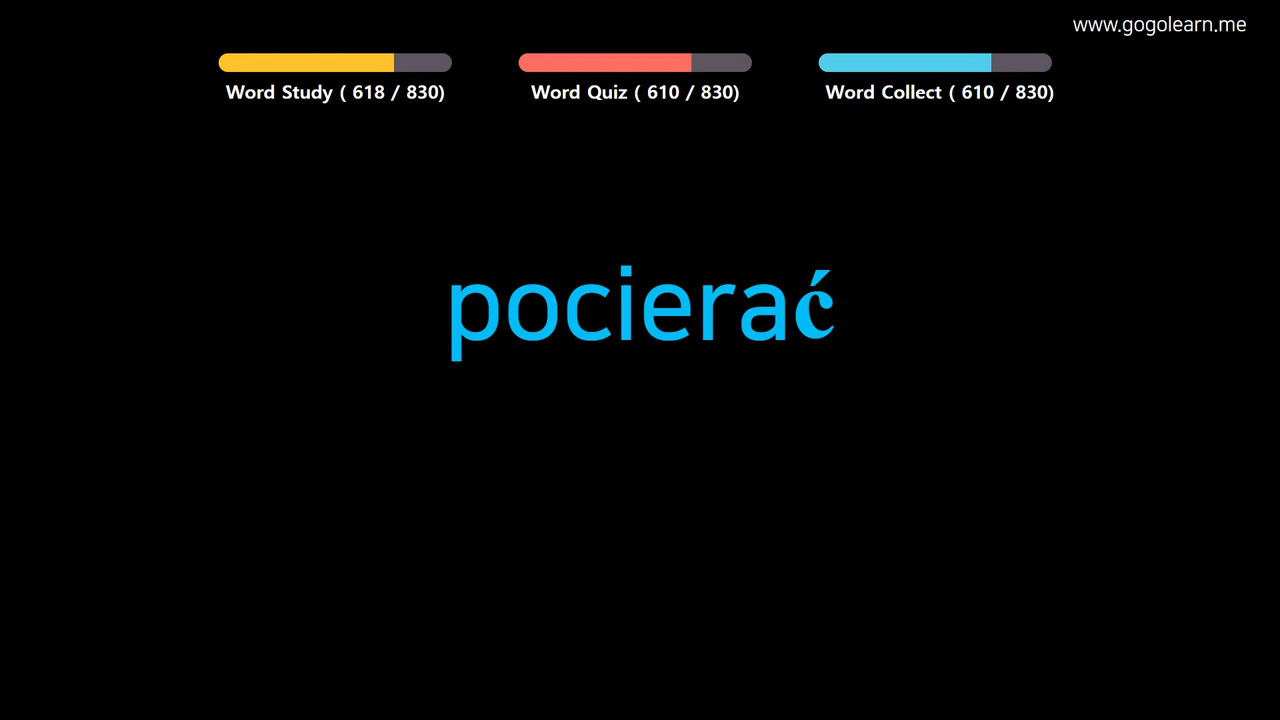 www.gogolearn.me
Word Study ( 618 / 830)
Word Quiz ( 610 / 830)
Word Collect ( 610 / 830)
pocierać